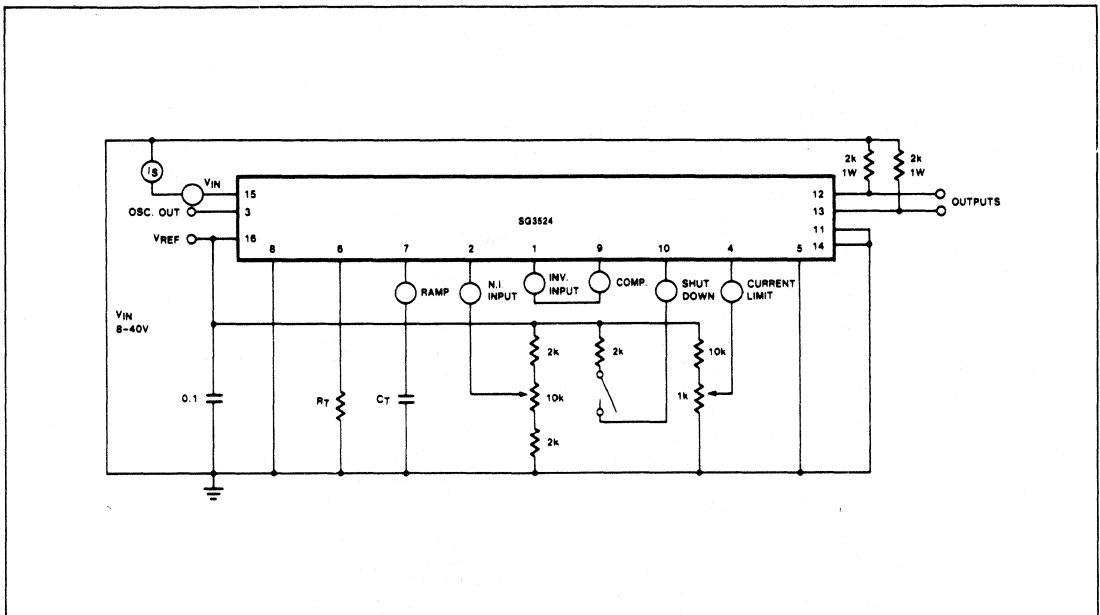 2k
1W
2k
1W
IS
VIN
15
12
OUTPUTS
OSC. OUT
3
SG3524
13
VREF
16
11
14
8
6
7
2
1
9
10
4
5
RAMP
N.I
INPUT
INV.
INPUT
COMP.
SHUT
DOWN
CURRENT
LIMIT
VIN
8-40V
2k
2k
10k
0.1
RT
CT
10k
1k
2k